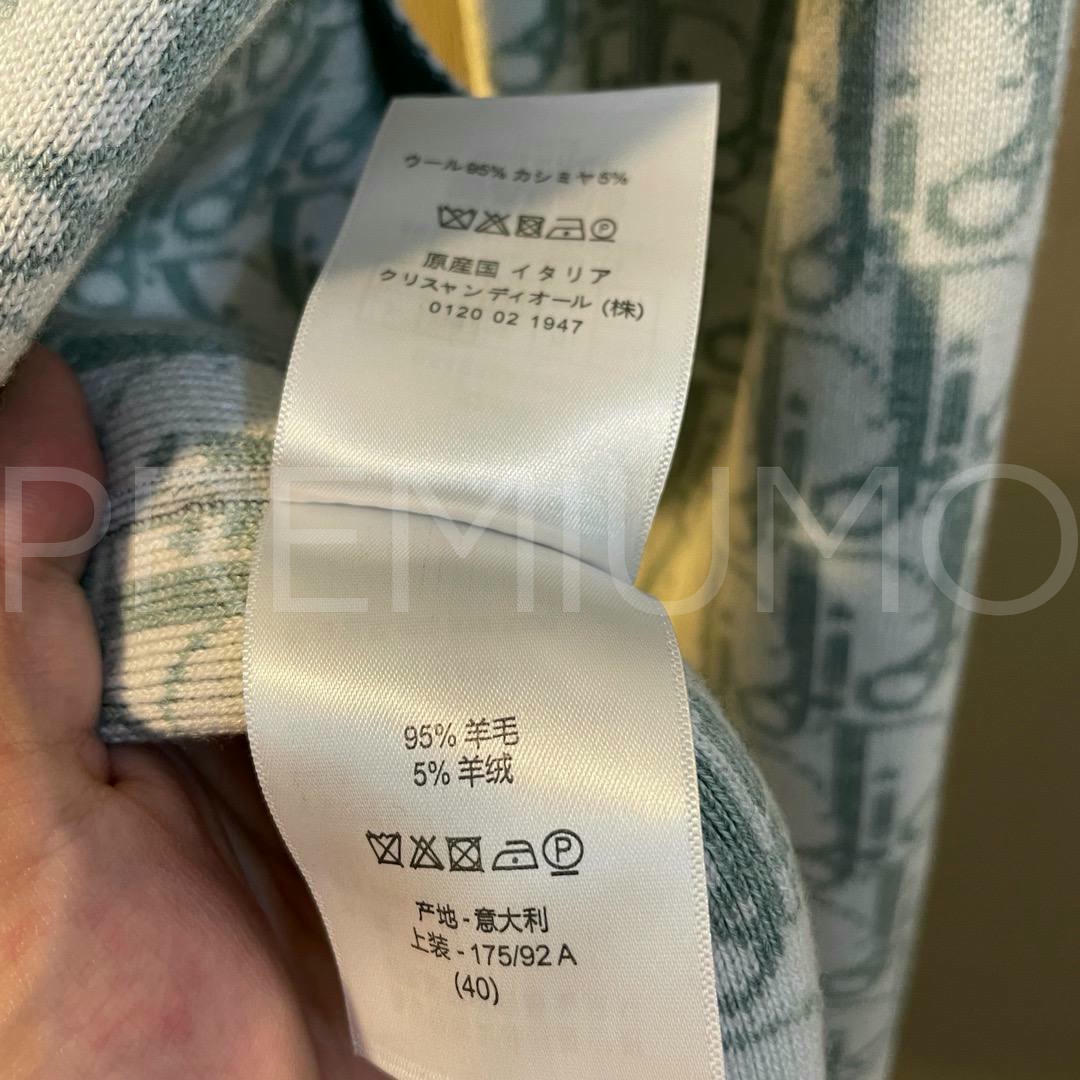 ウール95% カシミヤ5%
原産国 イタリア
クリスャンディオール (株)
0120 02 1947
PREMIUMO
95% 羊毛
5% 羊绒
P
产地 - 意大利
上装 - 175/92 A
(40)